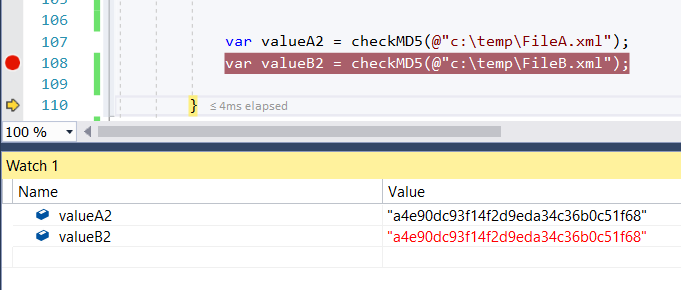 106
107 var valueA2 = checkMD5(@"c:\temp\FileA.xml");
108 var valueB2 = checkMD5(@"c:\temp\FileB.xml");
109
110 } ≤ 4ms elapsed
100 %
Watch 1
Name Value
valueA2 "a4e90dc93f14f2d9eda34c36b0c51f68"
valueB2 "a4e90dc93f14f2d9eda34c36b0c51f68"